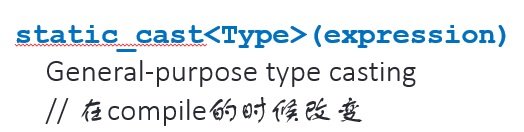 static_cast<Type>(expression)
General-purpose type casting
// 在compile的时候改变